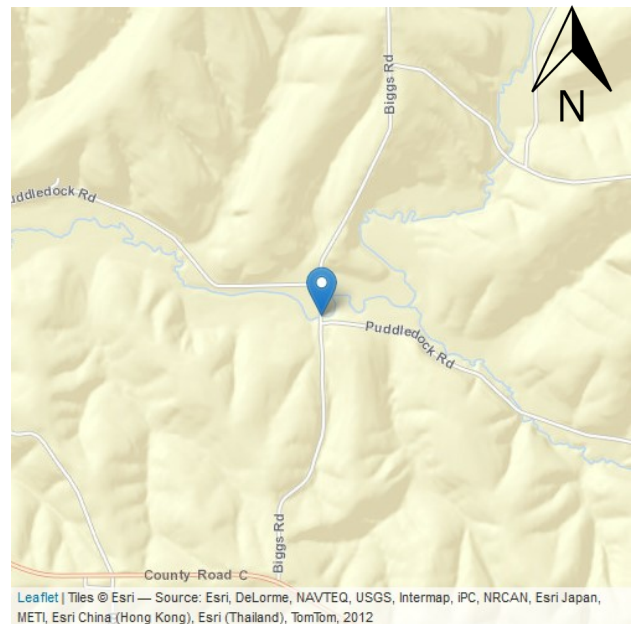 N
Biggs Rd
uddledock Rd
Puddledock Rd
Biggs Rd
County Road C
Leaflet | Tiles © Esri — Source: Esri, DeLorme, NAVTEQ, USGS, Intermap, iPC, NRCAN, Esri Japan,
METI, Esri China (Hong Kong), Esri (Thailand), TomTom, 2012